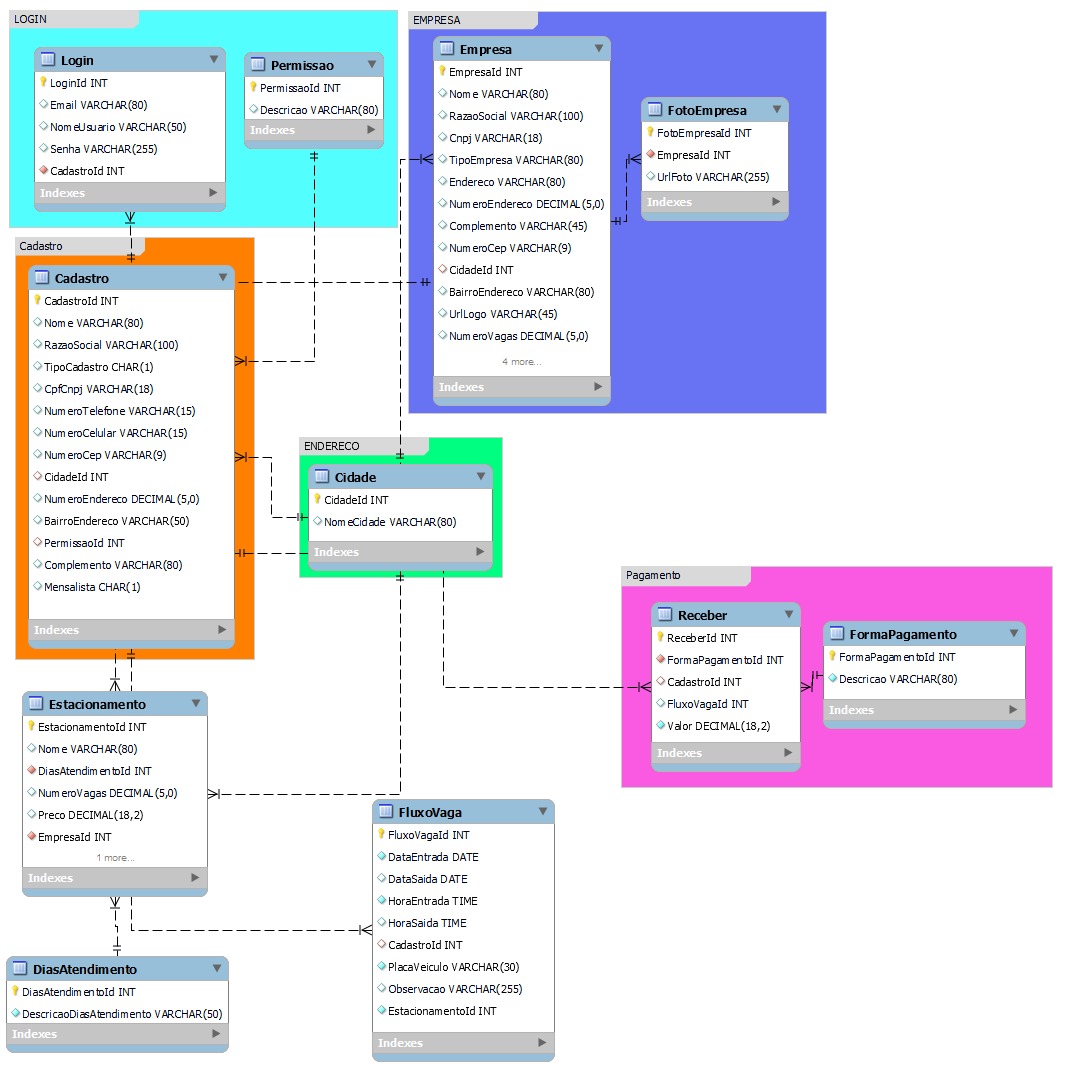 LOGIN
Login
LoginId INT
Email VARCHAR(80)
NomeUsuario VARCHAR(50)
Senha VARCHAR(255)
CadastroId INT
Indexes
Permissao
PermissaoId INT
Descricao VARCHAR(80)
Indexes
EMPRESA
Empresa
EmpresaId INT
Nome VARCHAR(80)
RazaoSocial VARCHAR(100)
Cnpj VARCHAR(18)
TipoEmpresa VARCHAR(80)
Endereco VARCHAR(80)
NumeroEndereco DECIMAL(5,0)
Complemento VARCHAR(45)
NumeroCep VARCHAR(9)
CidadeId INT
BairroEndereco VARCHAR(80)
UrlLogo VARCHAR(45)
NumeroVagas DECIMAL(5,0)
4 more...
Indexes
FotoEmpresa
FotoEmpresaId INT
EmpresaId INT
UrlFoto VARCHAR(255)
Indexes
Cadastro
Cadastro
CadastroId INT
Nome VARCHAR(80)
RazaoSocial VARCHAR(100)
TipoCadastro CHAR(1)
CpfCnpj VARCHAR(18)
NumeroTelefone VARCHAR(15)
NumeroCelular VARCHAR(15)
NumeroCep VARCHAR(9)
CidadeId INT
NumeroEndereco DECIMAL(5,0)
BairroEndereco VARCHAR(50)
PermissaoId INT
Complemento VARCHAR(80)
Mensalista CHAR(1)
Indexes
ENDERECO
Cidade
CidadeId INT
NomeCidade VARCHAR(80)
Indexes
Pagamento
Receber
ReceberId INT
FormaPagamentoId INT
CadastroId INT
FluxoVagaId INT
Valor DECIMAL(18,2)
Indexes
FormaPagamento
FormaPagamentoId INT
Descricao VARCHAR(80)
Indexes
Estacionamento
EstacionamentoId INT
Nome VARCHAR(80)
DiasAtendimentoId INT
NumeroVagas DECIMAL(5,0)
Preco DECIMAL(18,2)
EmpresaId INT
1 more...
Indexes
FluxoVaga
FluxoVagaId INT
DataEntrada DATE
DataSaida DATE
HoraEntrada TIME
HoraSaida TIME
CadastroId INT
PlacaVeiculo VARCHAR(30)
Observacao VARCHAR(255)
EstacionamentoId INT
Indexes
DiasAtendimento
DiasAtendimentoId INT
DescricaoDiasAtendimento VARCHAR(50)
Indexes